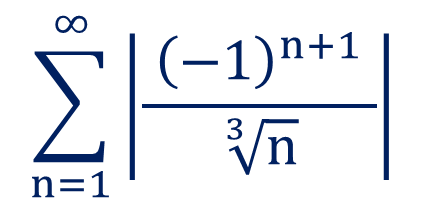 ∑_{n=1}^{∞} |(−1)^{n+1} / ∛n|